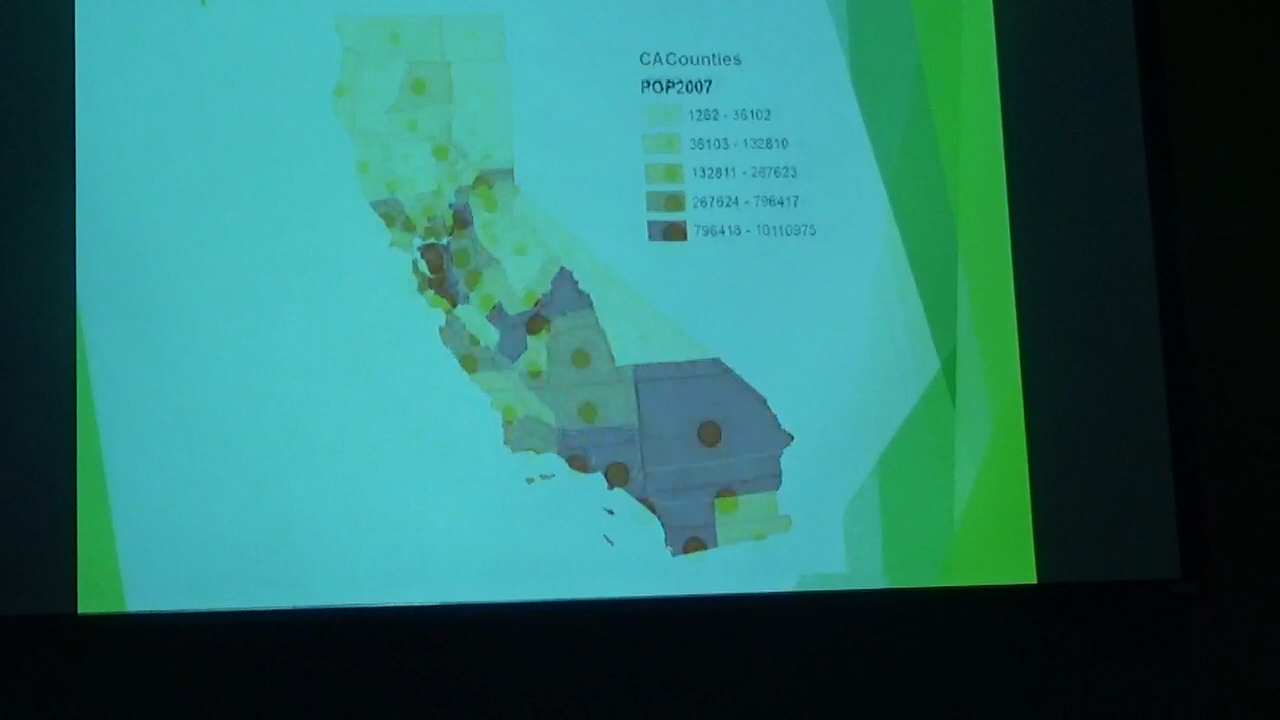 CACounties
POP2007
1262 - 36102
36103 - 132810
132811 - 267623
267624 - 796417
796418 - 10110975